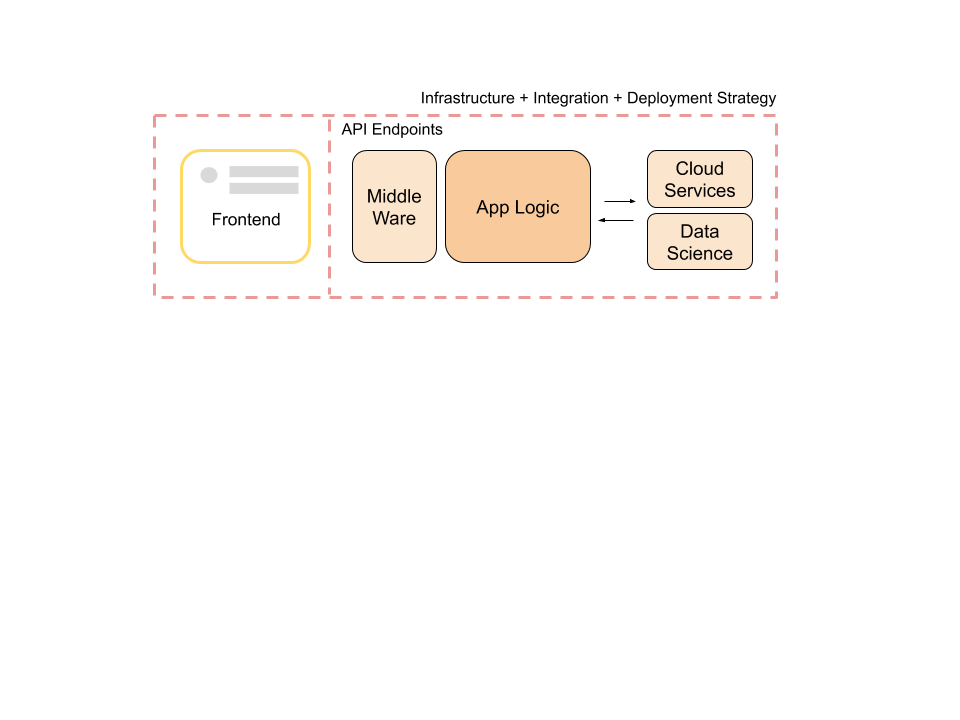 Infrastructure + Integration + Deployment Strategy
API Endpoints
Frontend
Middle
Ware
App Logic
Cloud
Services
Data
Science